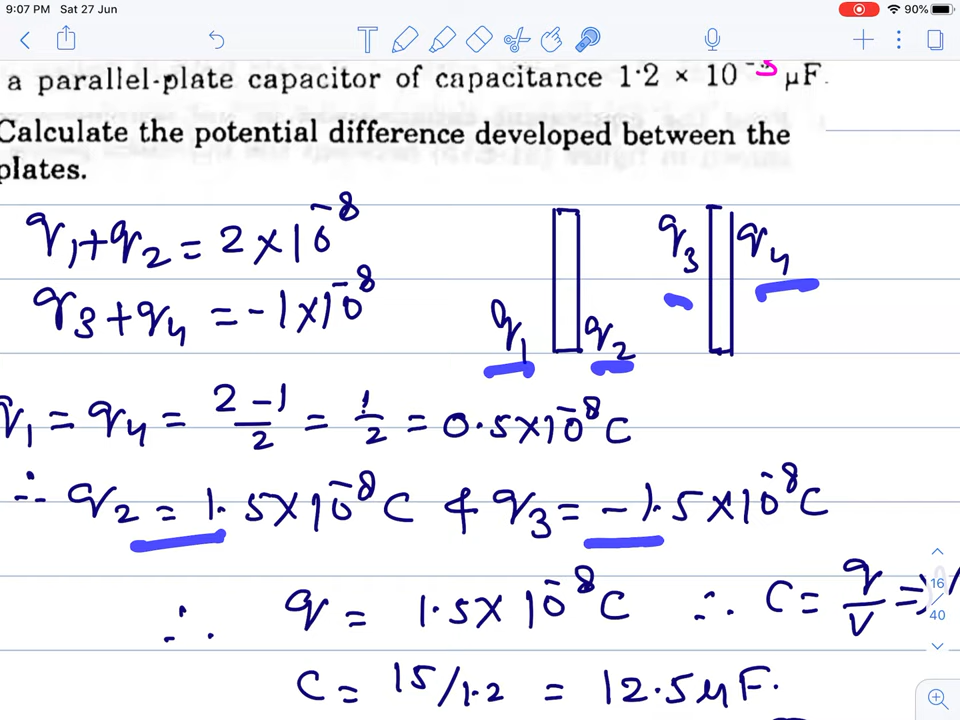 9:07 PM Sat 27 Jun 90%
a parallel-plate capacitor of capacitance 1·2 × 10⁻³ μF.
Calculate the potential difference developed between the
plates.
q₁+q₂ = 2×10⁻⁸
q₃+q₄ = -1×10⁻⁸
q₁ q₂ q₃ q₄
q₁ = q₄ = (2-1)/2 = 1/2 = 0.5×10⁻⁸ C
∴ q₂ = 1.5×10⁻⁸ C & q₃ = -1.5×10⁻⁸ C
∴ q = 1.5×10⁻⁸ C ∴ C = q/V =>
C = 15/1.2 = 12.5 μF.
16/40